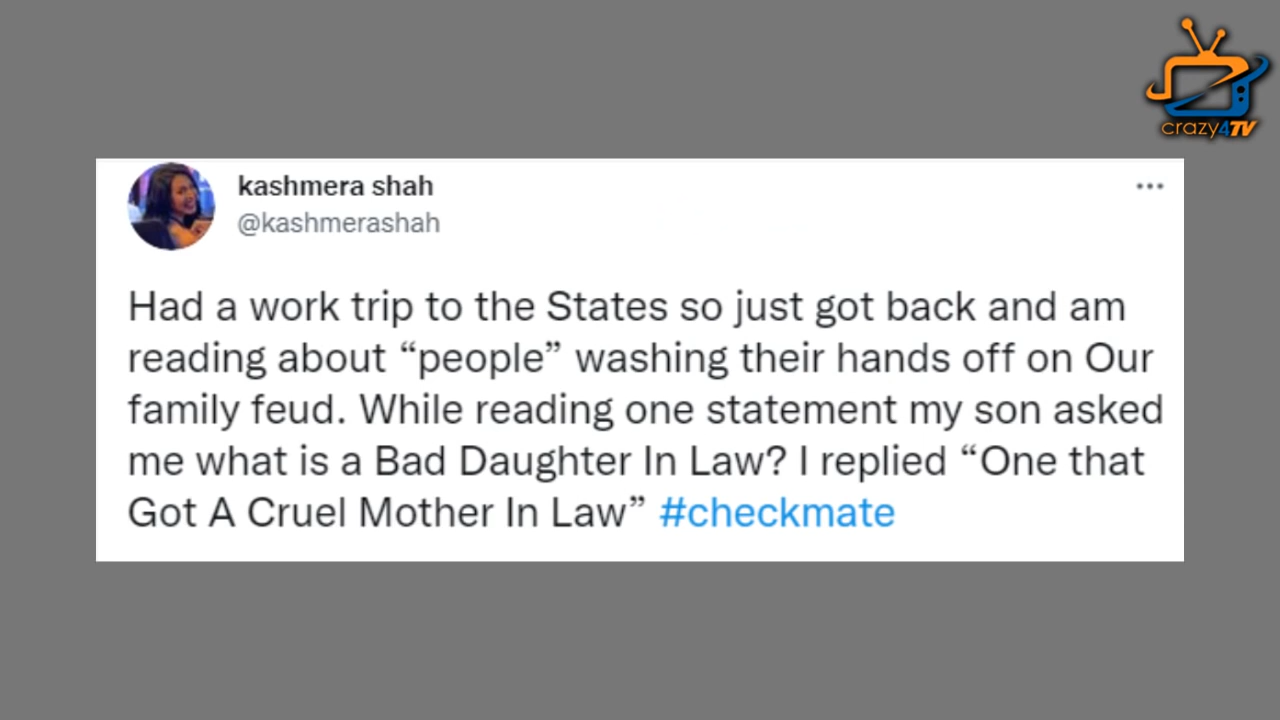 crazy4TV
kashmera shah
@kashmerashah
Had a work trip to the States so just got back and am
reading about “people” washing their hands off on Our
family feud. While reading one statement my son asked
me what is a Bad Daughter In Law? I replied “One that
Got A Cruel Mother In Law” #checkmate